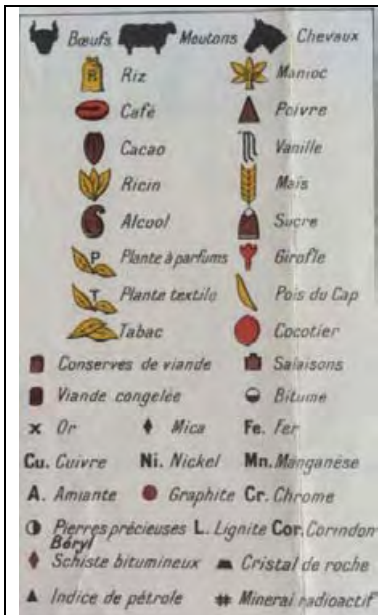 Bœufs Moutons Chevaux
R Riz Manioc
Café Poivre
Cacao Vanille
Ricin Maïs
Alcool Sucre
P Plante à parfums Girofle
T Plante textile Pois du Cap
Tabac Cocotier
Conserves de viande Salaisons
Viande congelée Bitume
x Or Mica Fe. Fer
Cu. Cuivre Ni. Nickel Mn. Manganèse
A. Amiante Graphite Cr. Chrome
Pierres précieuses L. Lignite Cor. Corindon
Béryl
Schiste bitumineux Cristal de roche
Indice de pétrole Minerai radioactif